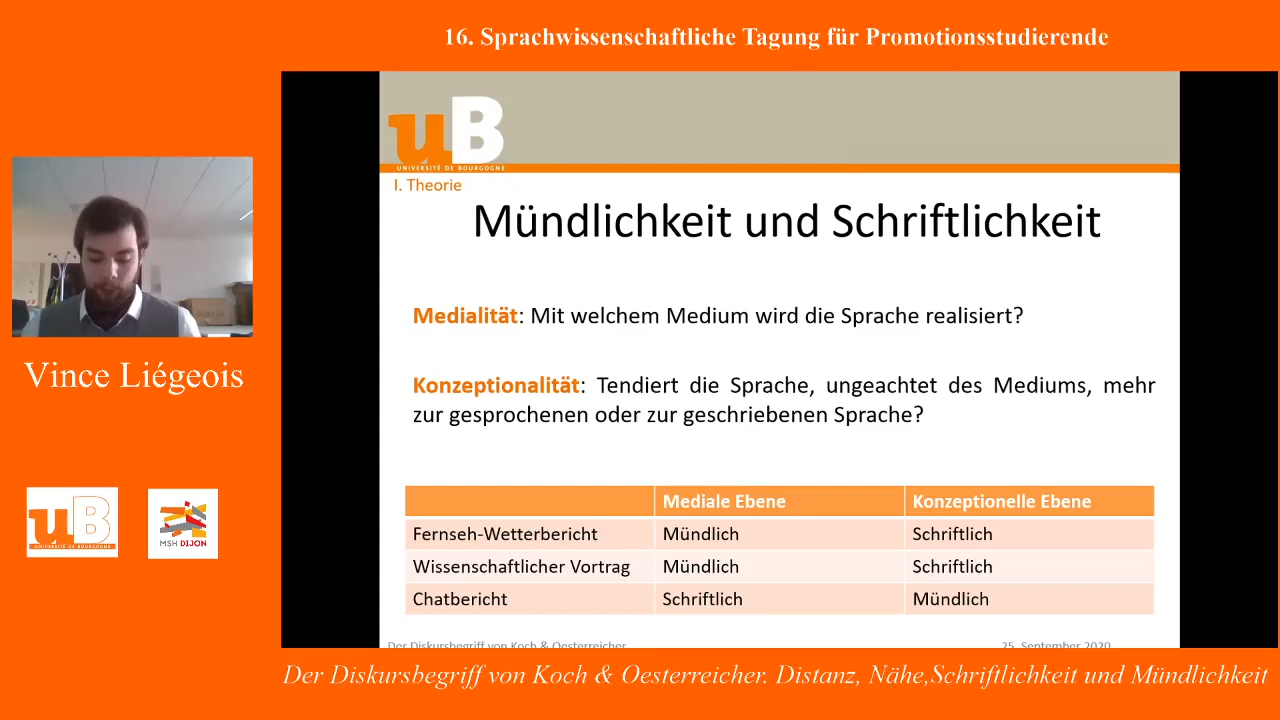 16. Sprachwissenschaftliche Tagung für Promotionsstudierende
uB
UNIVERSITÉ DE BOURGOGNE
I. Theorie
Mündlichkeit und Schriftlichkeit
Medialität: Mit welchem Medium wird die Sprache realisiert?
Konzeptionalität: Tendiert die Sprache, ungeachtet des Mediums, mehr
zur gesprochenen oder zur geschriebenen Sprache?
Mediale Ebene Konzeptionelle Ebene
Fernseh-Wetterbericht Mündlich Schriftlich
Wissenschaftlicher Vortrag Mündlich Schriftlich
Chatbericht Schriftlich Mündlich
Der Diskursbegriff von Koch & Oesterreicher 25. September 2020
Vince Liégeois
uB
UNIVERSITÉ DE BOURGOGNE
MSH DIJON
Der Diskursbegriff von Koch & Oesterreicher. Distanz, Nähe,Schriftlichkeit und Mündlichkeit